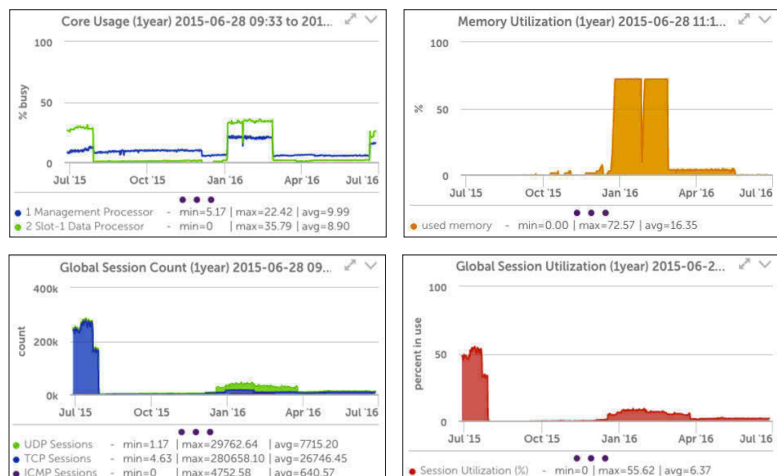 Core Usage (1year) 2015-06-28 09:33 to 201...
100
50
0
% busy
Jul '15 Oct '15 Jan '16 Apr '16 Jul '16
1 Management Processor - min=5.17 | max=22.42 | avg=9.99
2 Slot-1 Data Processor - min=0 | max=35.79 | avg=8.90
Memory Utilization (1year) 2015-06-28 11:1...
100
50
0
%
Jul '15 Oct '15 Jan '16 Apr '16 Jul '16
used memory - min=0.00 | max=72.57 | avg=16.35
Global Session Count (1year) 2015-06-28 09...
400k
200k
0k
count
Jul '15 Oct '15 Jan '16 Apr '16 Jul '16
UDP Sessions - min=1.17 | max=29762.64 | avg=7715.20
TCP Sessions - min=4.63 | max=280658.10 | avg=26746.45
ICMP Sessions - min=0 | max=4752.58 | avg=640.57
Global Session Utilization (1year) 2015-06-2...
100
50
0
percent in use
Jul '15 Oct '15 Jan '16 Apr '16 Jul '16
Session Utilization (%) - min=0 | max=55.62 | avg=6.37